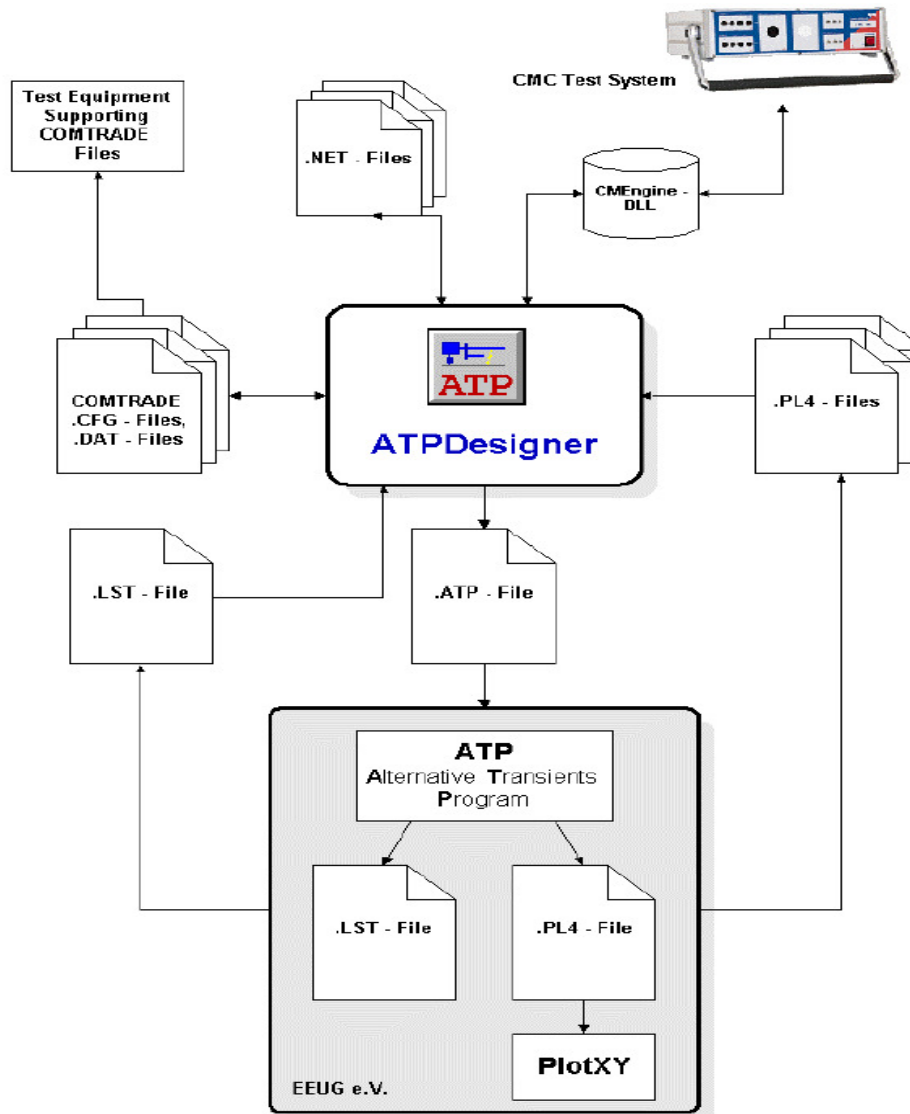 CMC Test System
Test Equipment
Supporting
COMTRADE
Files
.NET - Files
CMEngine -
DLL
COMTRADE
.CFG - Files,
.DAT - Files
ATP
ATPDesigner
.PL4 - Files
.LST - File
.ATP - File
ATP
Alternative Transients
Program
.LST - File
.PL4 - File
PlotXY
EEUG e.V.